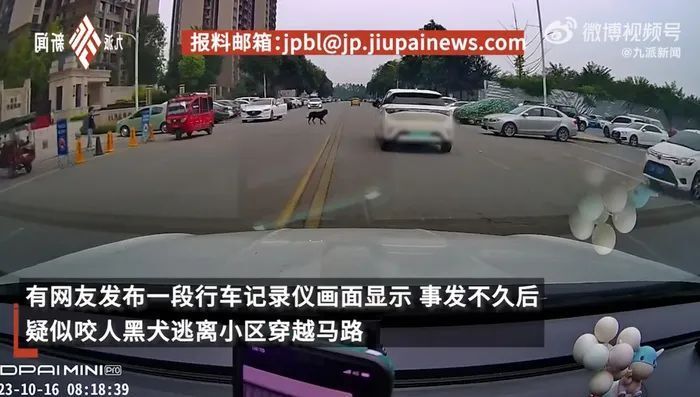 九派新闻
报料邮箱:jpbl@jp.jiupainews.com
微博视频号
@九派新闻
有网友发布一段行车记录仪画面显示 事发不久后
疑似咬人黑犬逃离小区穿越马路
DDPAI MINI PRO
23-10-16 08:18:39